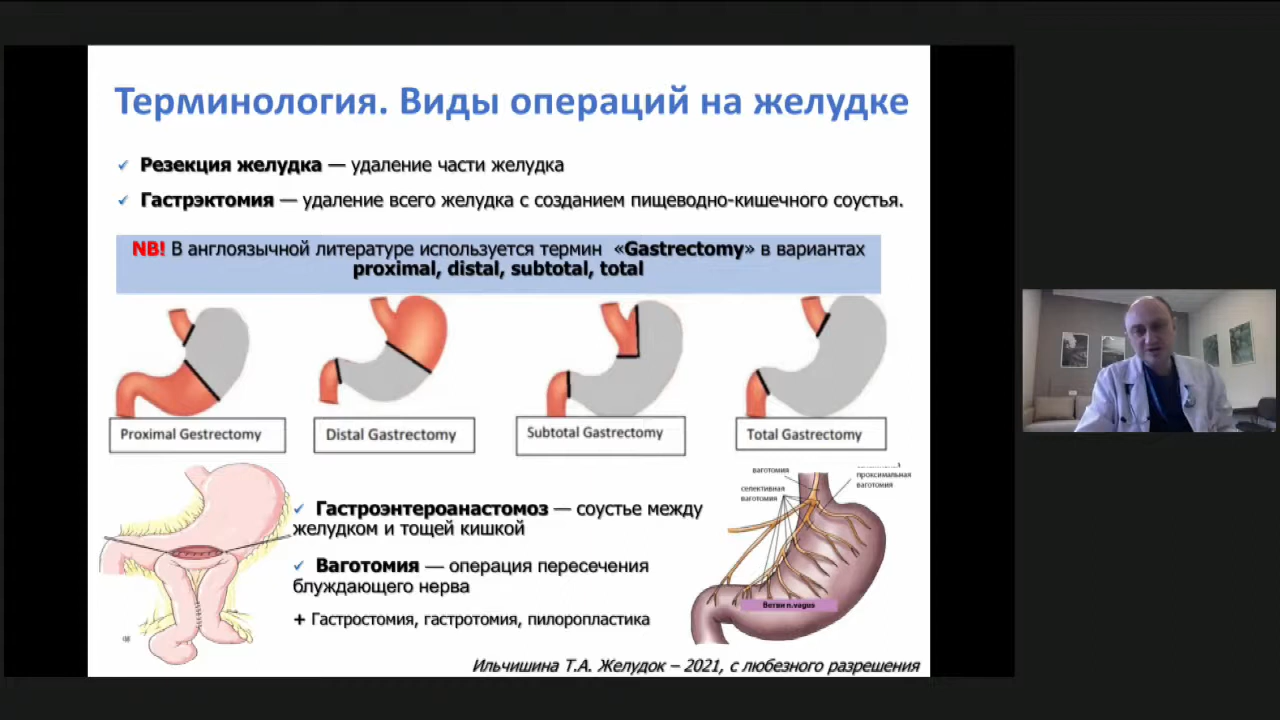 Терминология. Виды операций на желудке
✓ Резекция желудка — удаление части желудка
✓ Гастрэктомия — удаление всего желудка с созданием пищеводно-кишечного соустья.
NB! В англоязычной литературе используется термин «Gastrectomy» в вариантах
proximal, distal, subtotal, total
Proximal Gestrectomy
Distal Gastrectomy
Subtotal Gastrectomy
Total Gastrectomy
✓ Гастроэнтероанастомоз — соустье между
желудком и тощей кишкой
✓ Ваготомия — операция пересечения
блуждающего нерва
+ Гастростомия, гастротомия, пилоропластика
ваготомия
селективная
ваготомия
проксимальная
ваготомия
Ветви n.vagus
Ильчишина Т.А. Желудок – 2021, с любезного разрешения